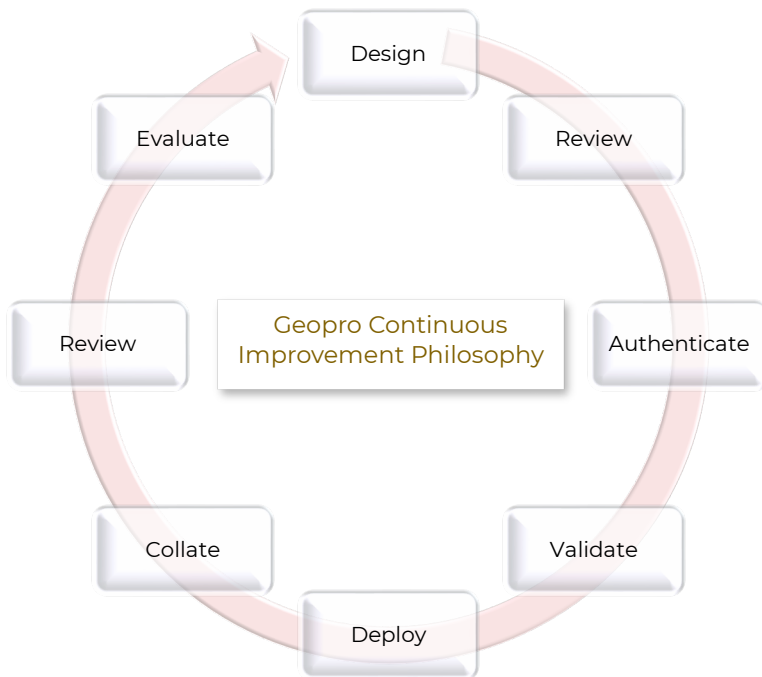 Design
Evaluate
Review
Review
Geopro Continuous
Improvement Philosophy
Authenticate
Collate
Validate
Deploy